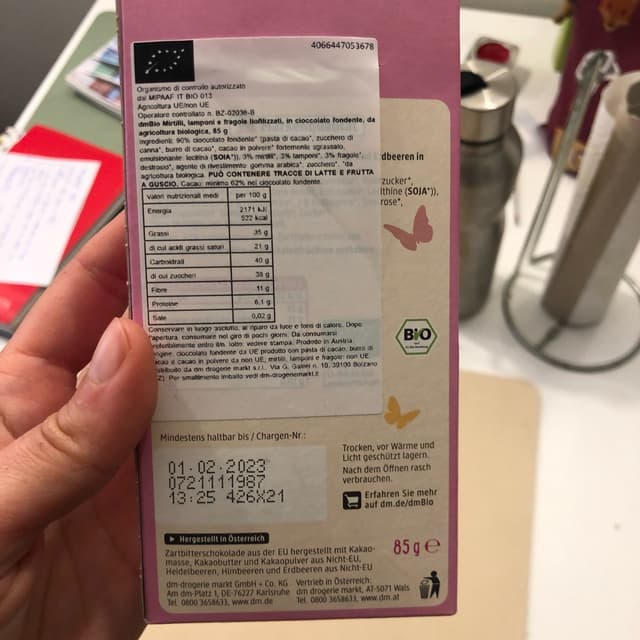 4066447053678
Organismo di controllo autorizzato
dal MIPAAF IT BIO 013
Agricoltura UE/non UE
Operatore controllato n. BZ-02036-B
dmBio Mirtilli, lamponi e fragole liofilizzati, in cioccolato fondente, da
agricoltura biologica, 85 g
Ingredienti: 90% cioccolato fondente* (pasta di cacao*, zucchero di
canna*, burro di cacao*, cacao in polvere* fortemente sgrassato,
emulsionante: lecitina (SOIA*)), 3% mirtilli*, 3% lamponi*, 3% fragole*,
destrosio*, agente di rivestimento: gomma arabica*, zucchero*. *da
agricoltura biologica. PUÒ CONTENERE TRACCE DI LATTE E FRUTTA
A GUSCIO. Cacao: minimo 62% nel cioccolato fondente.
Valori nutrizionali medi per 100 g
Energia 2171 kJ/
522 kcal
Grassi 35 g
di cui acidi grassi saturi 21 g
Carboidrati 40 g
di cui zuccheri 38 g
Fibre 11 g
Proteine 6,1 g
Sale 0,02 g
Conservare in luogo asciutto, al riparo da luce e fonti di calore. Dopo
l'apertura, consumare nel giro di pochi giorni. Da consumarsi
preferibilmente entro il/n. lotto: vedere stampa. Prodotto in Austria.
cioccolato fondente da UE prodotto con pasta di cacao, burro di
cacao e cacao in polvere da non UE; mirtilli, lamponi e fragole: non UE.
da dm drogerie markt s.r.l., Via G. Galilei n. 10, 39100 Bolzano
Per smaltimento imballo vedi dm-drogeriemarkt.it
dbeeren in
zucker*,
ithine (SOJA*)),
rose*,
BiO
Mindestens haltbar bis / Chargen-Nr.:
01.02.2023
0721111987
13:25 426X21
Trocken, vor Wärme und
Licht geschützt lagern.
Nach dem Öffnen rasch
verbrauchen.
Erfahren Sie mehr
auf dm.de/dmBio
Hergestellt in Österreich
Zartbitterschokolade aus der EU hergestellt mit Kakao-
masse, Kakaobutter und Kakaopulver aus Nicht-EU,
Heidelbeeren, Himbeeren und Erdbeeren aus Nicht-EU
85 g e
dm-drogerie markt GmbH + Co. KG
Am dm-Platz 1, DE-76227 Karlsruhe
Tel. 0800 3658633, www.dm.de
Vertrieb in Österreich:
dm drogerie markt, AT-5071 Wals
Tel. 0800 3658633, www.dm.at